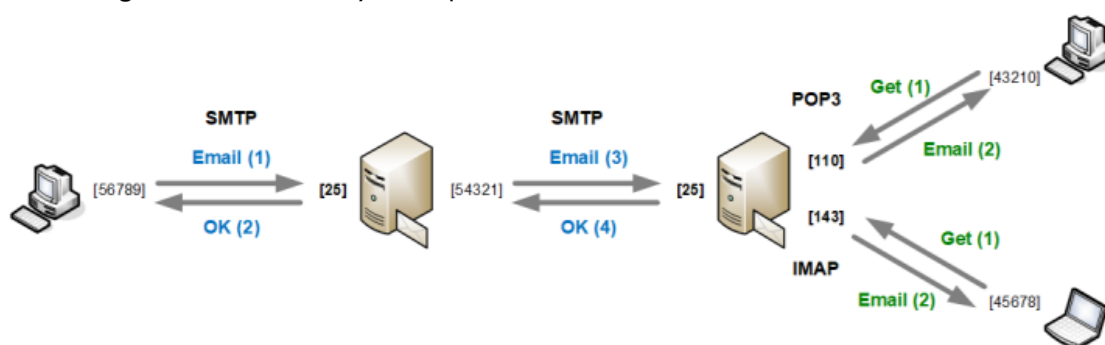 [43210]
Get (1)
POP3
SMTP
SMTP
Email (1)
Email (3)
[110]
Email (2)
[56789]
[25]
[54321]
[25]
OK (2)
OK (4)
[143]
Get (1)
IMAP
Email (2)
[45678]